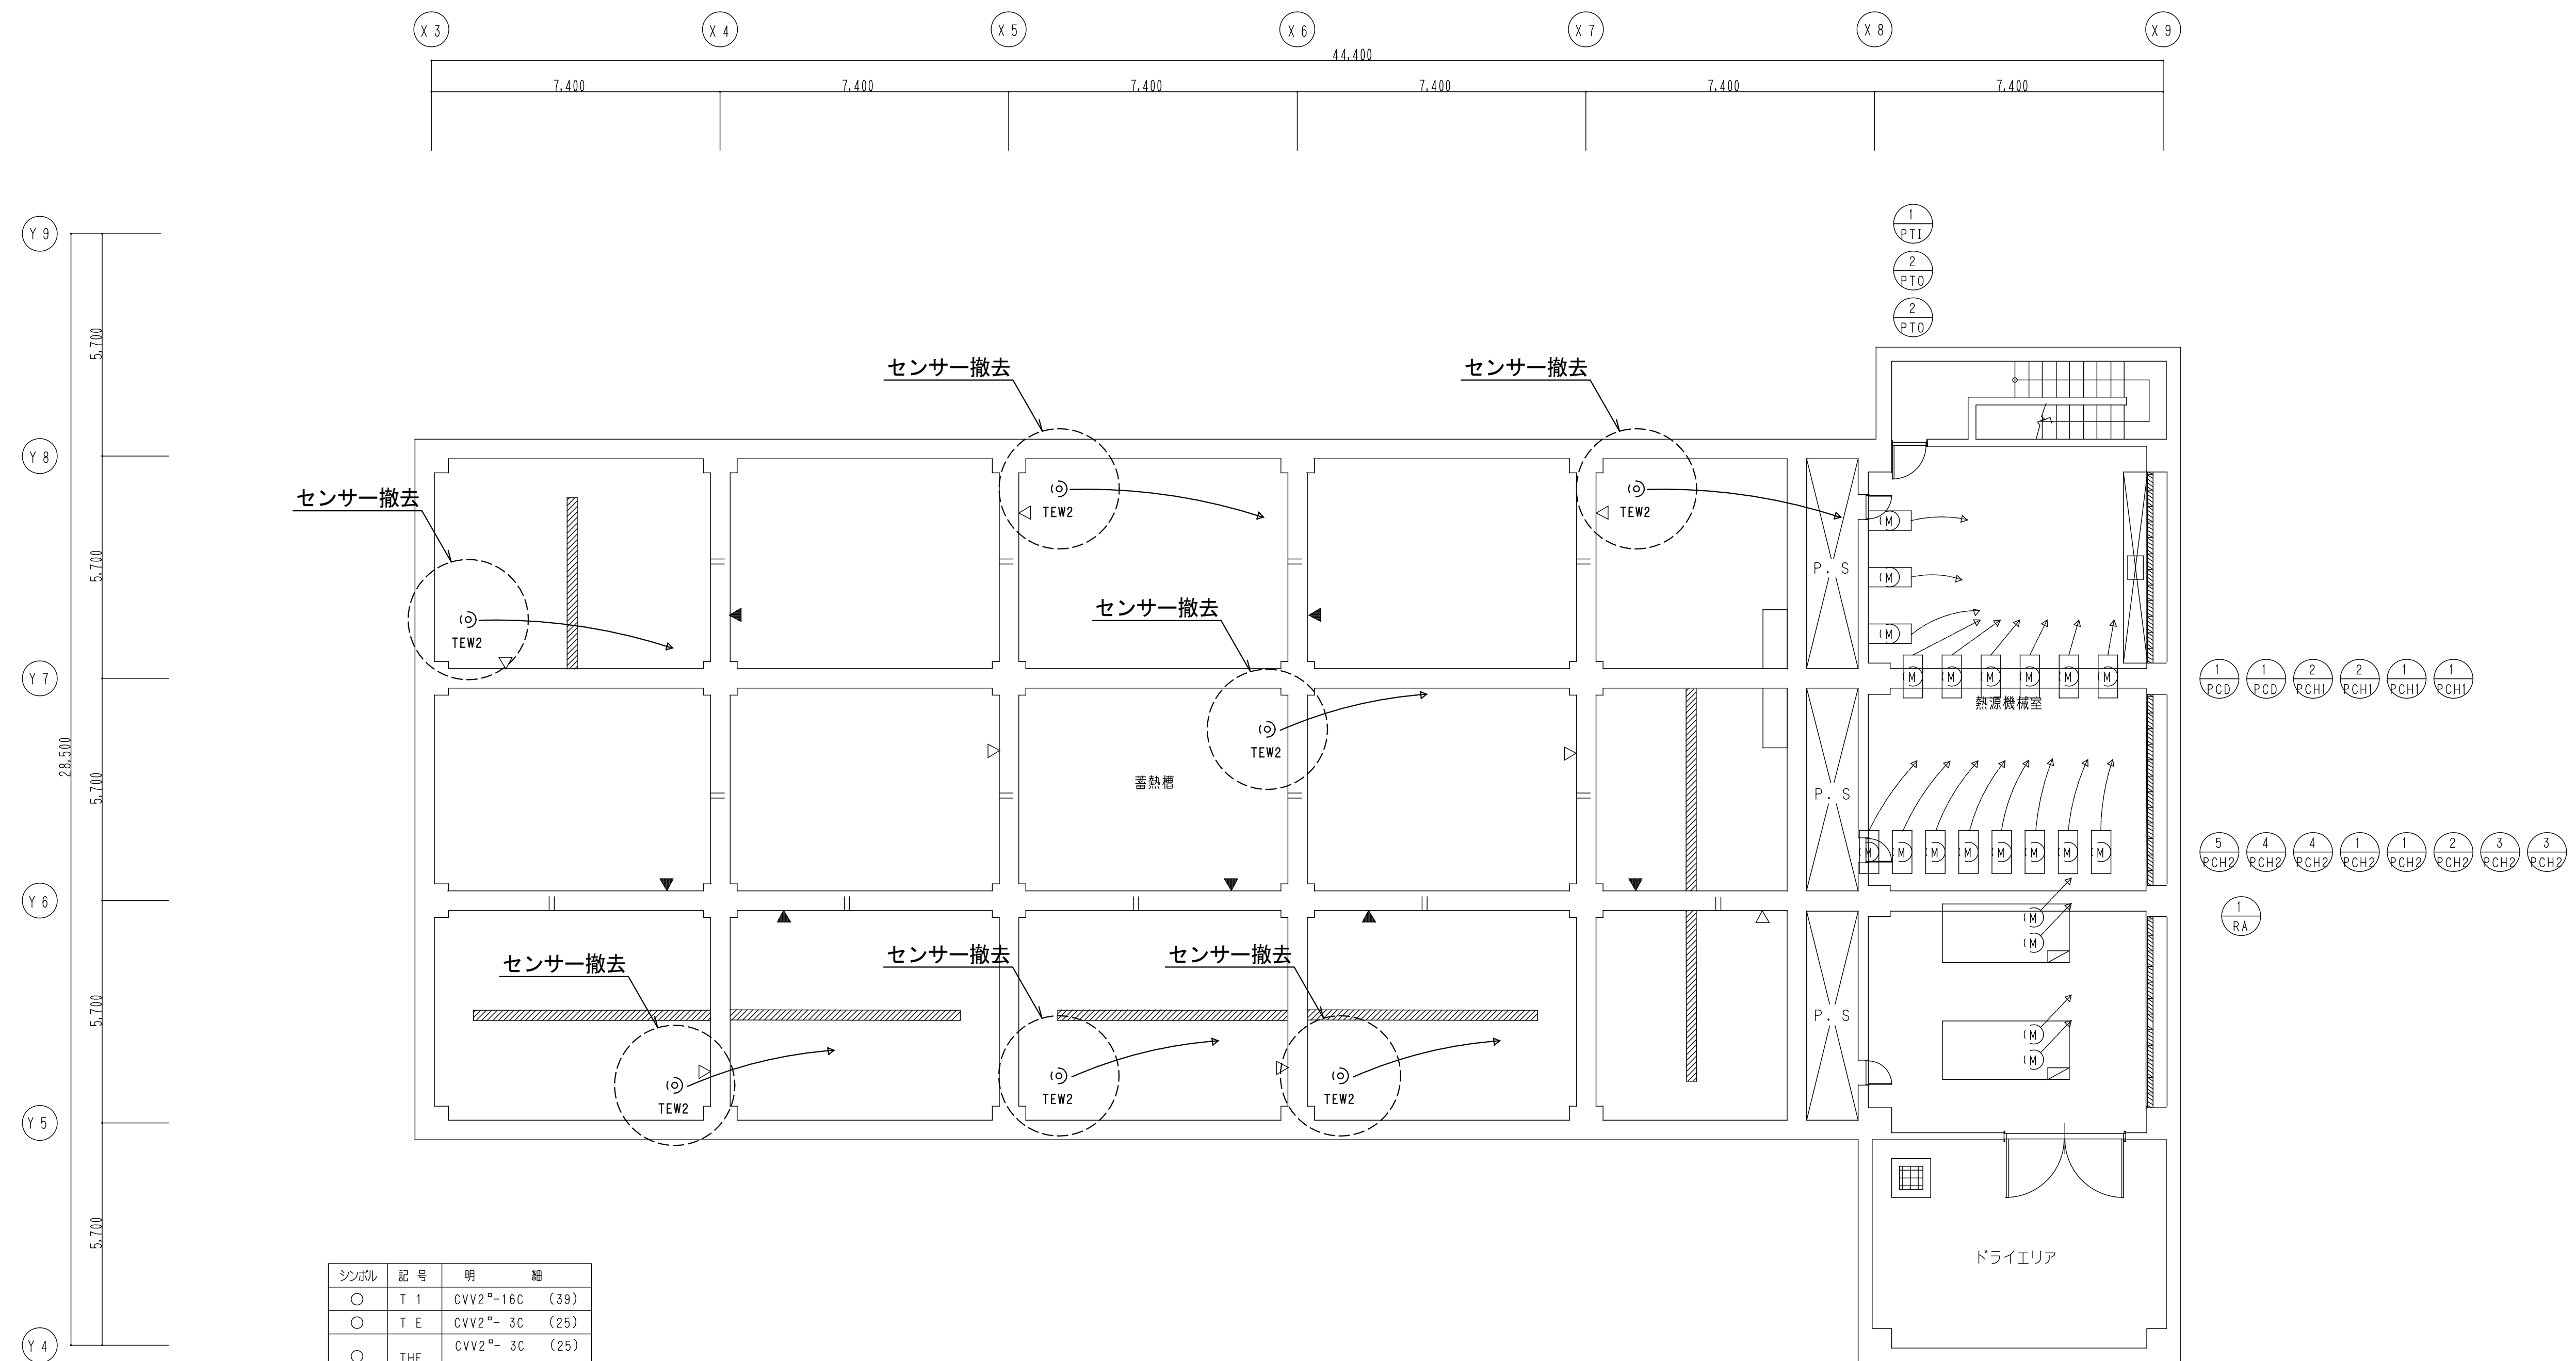 X3 X4 X5 X6 X7 X8 X9
44,400
7,400 7,400 7,400 7,400 7,400 7,400
Y9
1
PTI
2
PTO
2
PTO
5,700
センサー撤去 センサー撤去
Y8
センサー撤去
TEW2 TEW2
M
5,700
P.S
M
センサー撤去
TEW2
M
Y7
M M M M M M
1 1 2 2 1 1
PCD PCD PCH1 PCH1 PCH1 PCH1
熱源機械室
TEW2
28,500
5,700
蓄熱槽
P.S
M M M M M M M M
5 4 4 1 1 2 3 3
PCH2 PCH2 PCH2 PCH2 PCH2 PCH2 PCH2 PCH2
Y6
M
1
RA
M
センサー撤去 センサー撤去 センサー撤去
5,700
P.S
M
M
TEW2 TEW2 TEW2
Y5
5,700
ドライエリア
シンボル 記号 明細
○ T1 CVV2□-16C (39)
○ TE CVV2□- 3C (25)
CVV2□- 3C (25)
○ THE
Y4